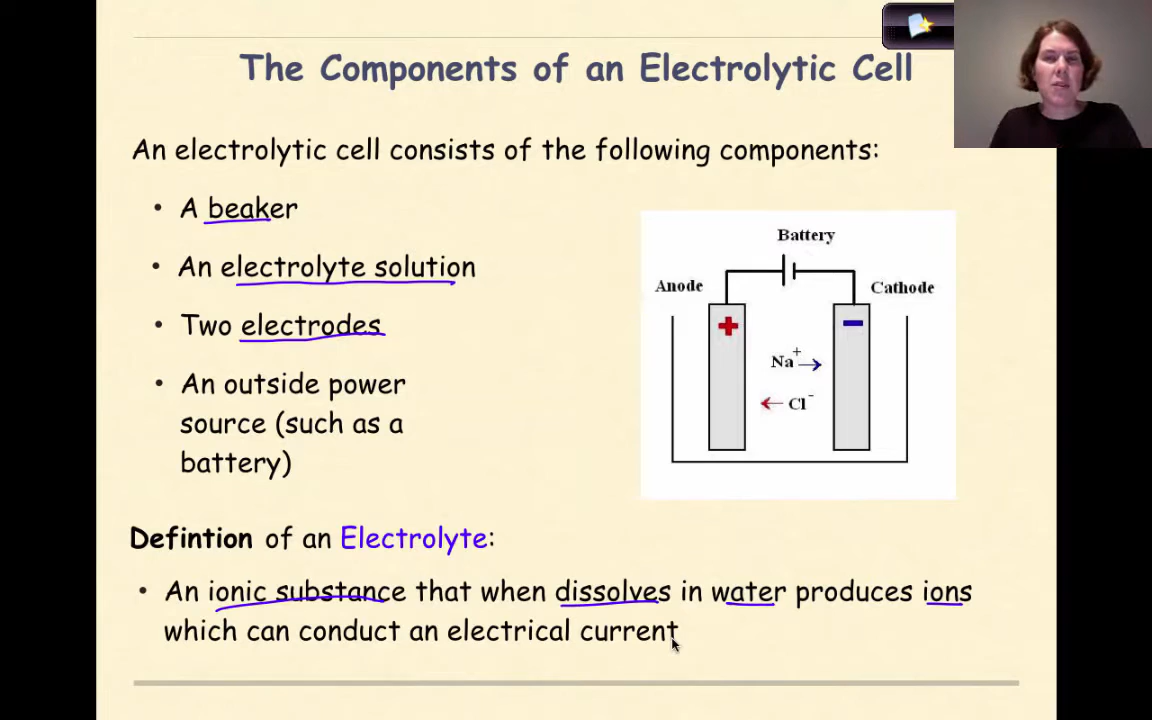 The Components of an Electrolytic Cell
An electrolytic cell consists of the following components:
• A beaker
• An electrolyte solution
• Two electrodes
• An outside power
source (such as a
battery)
Battery
Anode
Cathode
+
−
Na+ →
← Cl-
Defintion of an Electrolyte:
• An ionic substance that when dissolves in water produces ions
which can conduct an electrical current